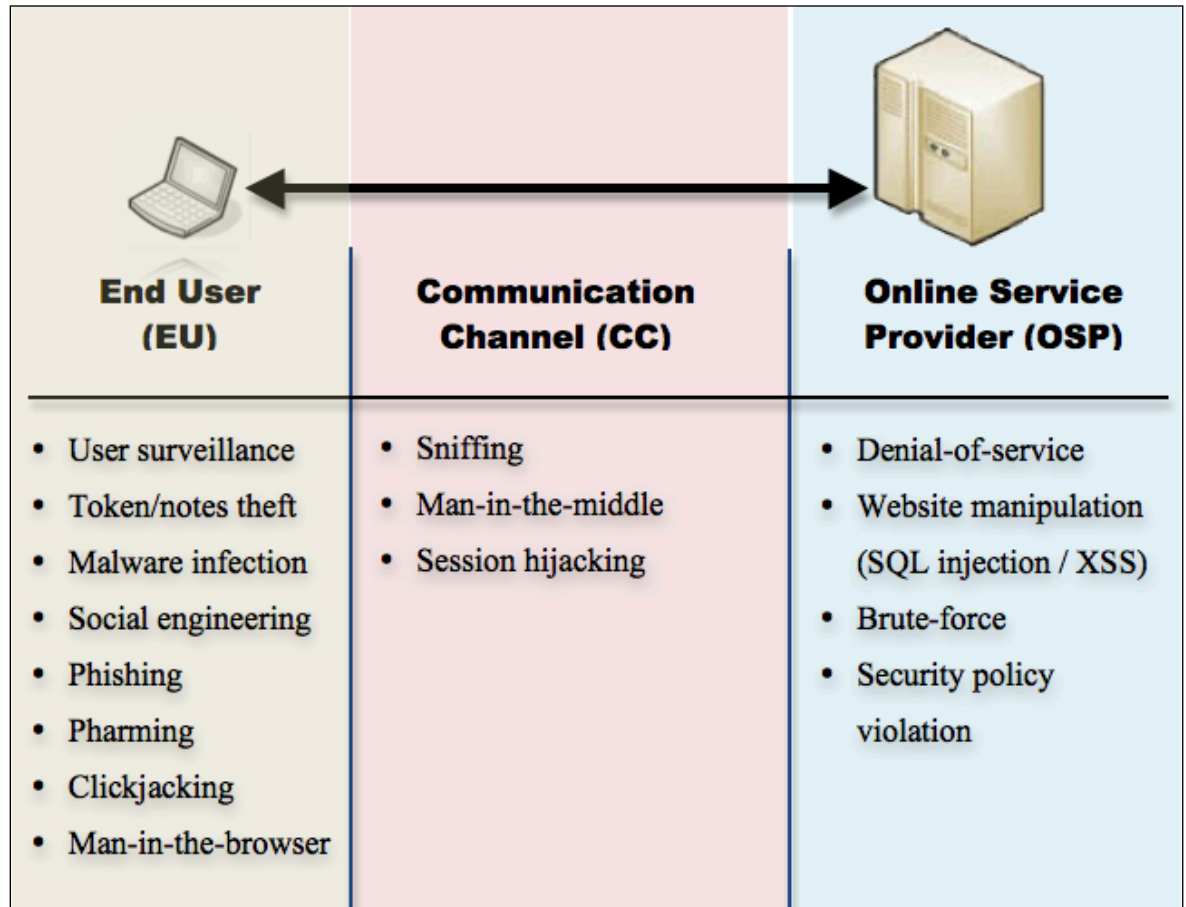 End User
(EU)
• User surveillance
• Token/notes theft
• Malware infection
• Social engineering
• Phishing
• Pharming
• Clickjacking
• Man-in-the-browser
Communication
Channel (CC)
• Sniffing
• Man-in-the-middle
• Session hijacking
Online Service
Provider (OSP)
• Denial-of-service
• Website manipulation
(SQL injection / XSS)
• Brute-force
• Security policy
violation